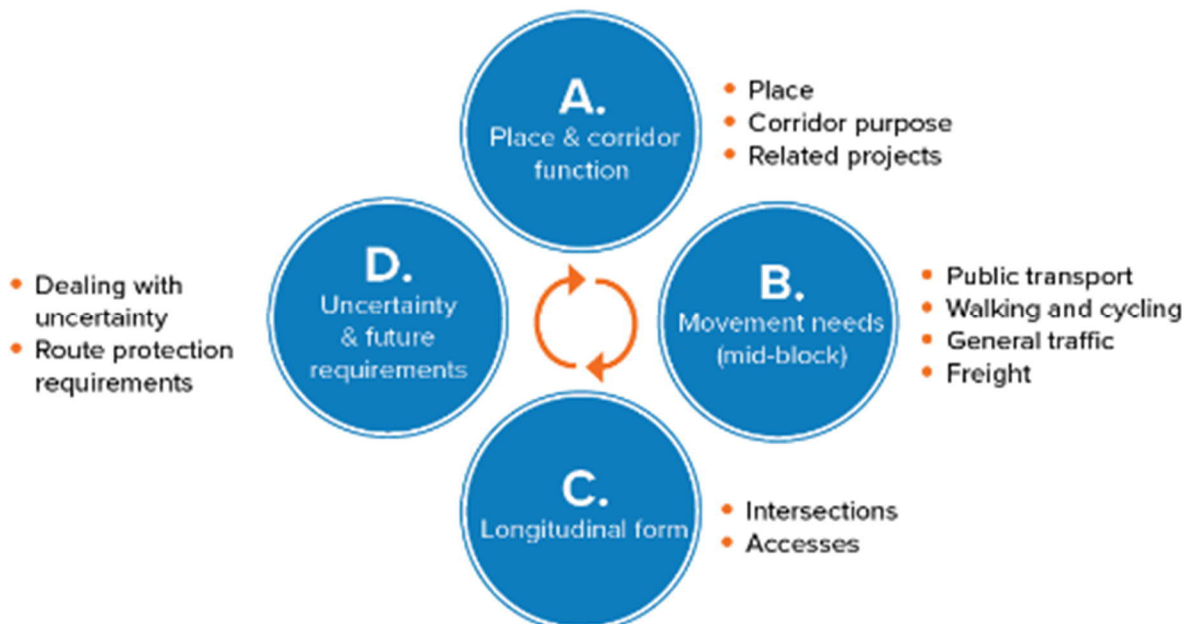 A.
Place & corridor
function
• Place
• Corridor purpose
• Related projects
B.
Movement needs
(mid-block)
• Public transport
• Walking and cycling
• General traffic
• Freight
C.
Longitudinal form
• Intersections
• Accesses
D.
Uncertainty
& future
requirements
• Dealing with
uncertainty
• Route protection
requirements